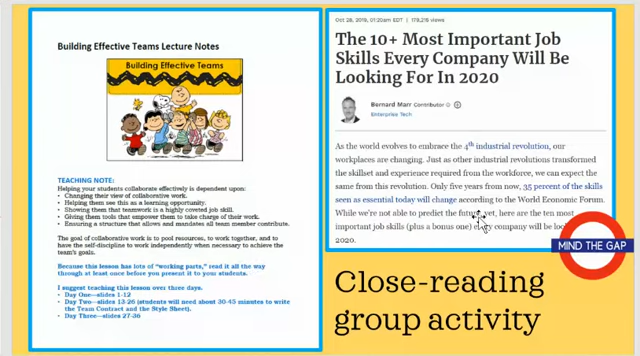 Building Effective Teams Lecture Notes
Building Effective Teams
TEACHING NOTE:
Helping your students collaborate effectively is dependent upon:
• Changing their view of collaborative work.
• Helping them see this as a learning opportunity.
• Showing them that teamwork is a highly coveted job skill.
• Giving them tools that empower them to take charge of their work.
• Ensuring a structure that allows and mandates all team member contribute.
The goal of collaborative work is to pool resources, to work together, and to
have the self-discipline to work independently when necessary to achieve the
team's goals.
Because this lesson has lots of "working parts," read it all the way
through at least once before you present it to your students.
I suggest teaching this lesson over three days.
• Day One—slides 1-12
• Day Two—slides 13-26 (students will need about 30-45 minutes to write
the Team Contract and the Style Sheet).
• Day Three—slides 27-36
Oct 28, 2019, 01:20am EDT | 179,216 views
The 10+ Most Important Job
Skills Every Company Will Be
Looking For In 2020
Bernard Marr Contributor
Enterprise Tech
As the world evolves to embrace the 4th industrial revolution, our
workplaces are changing. Just as other industrial revolutions transformed
the skillset and experience required from the workforce, we can expect the
same from this revolution. Only five years from now, 35 percent of the skills
seen as essential today will change according to the World Economic Forum.
While we're not able to predict the future yet, here are the ten most
important job skills (plus a bonus one) every company will be
2020.
MIND THE GAP
Close-reading
group activity